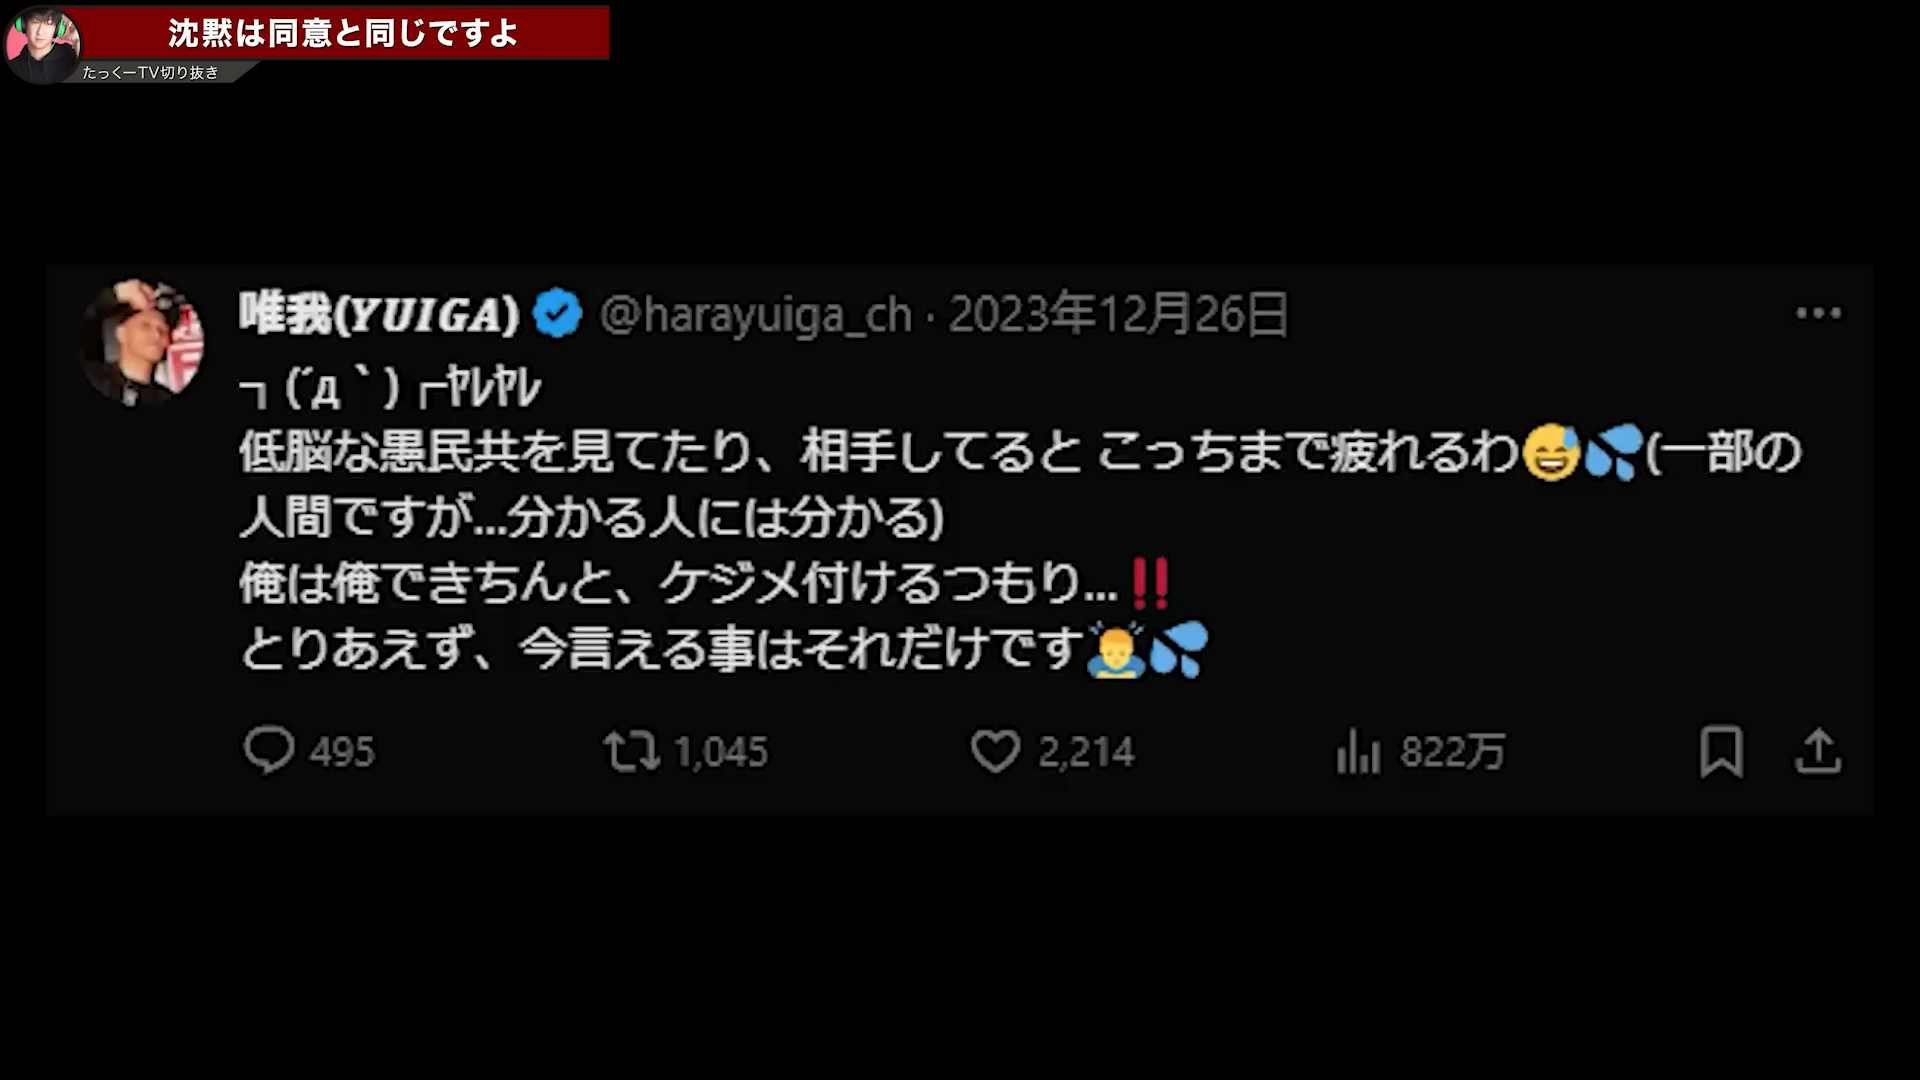 沈黙は同意と同じですよ
たっくーTV切り抜き
唯我(YUIGA) @harayuiga_ch · 2023年12月26日
┐(´д｀)┌ﾔﾚﾔﾚ
低脳な愚民共を見てたり、相手してると こっちまで疲れるわ😅💦(一部の
人間ですが...分かる人には分かる)
俺は俺できちんと、ケジメ付けるつもり...‼️
とりあえず、今言える事はそれだけです🙇‍♂️💦
495 1,045 2,214 822万